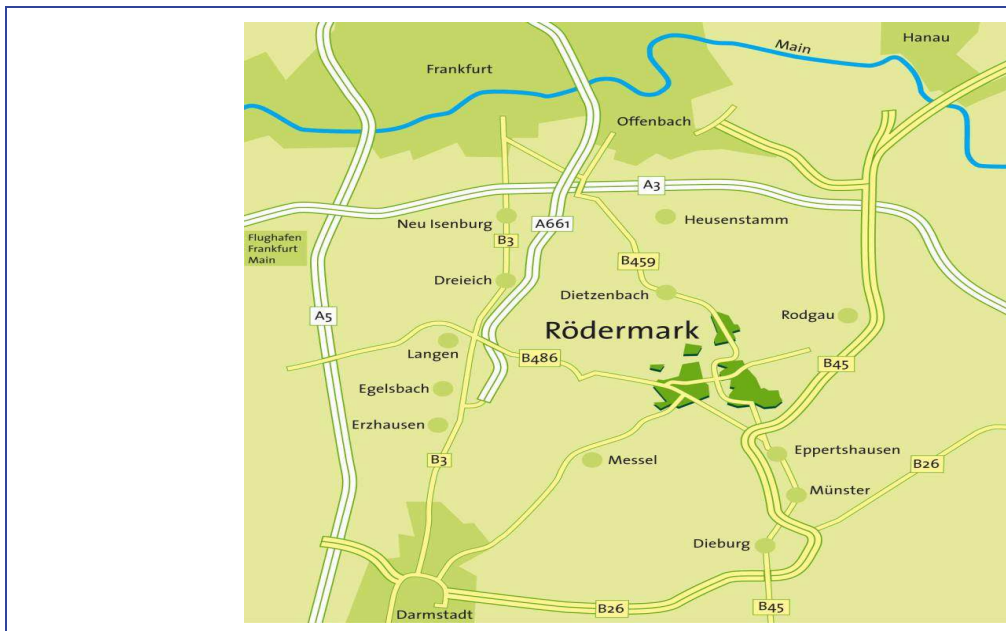 Hanau
Main
Frankfurt
Offenbach
A3
Neu Isenburg
A661
Heusenstamm
B3
Flughafen
Frankfurt
Main
B459
Dreieich
Dietzenbach
A5
Rodgau
Rödermark
Langen
B486
B45
Egelsbach
Erzhausen
B3
Messel
Eppertshausen
B26
Münster
Dieburg
B26
B45
Darmstadt